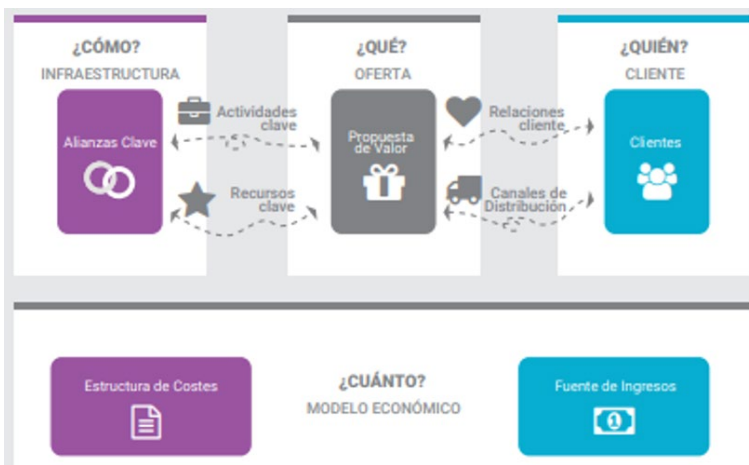 ¿CÓMO?
INFRAESTRUCTURA
Alianzas Clave
Actividades
clave
Recursos
clave
¿QUÉ?
OFERTA
Propuesta
de Valor
Relaciones
cliente
Canales de
Distribución
¿QUIÉN?
CLIENTE
Clientes
Estructura de Costes
¿CUÁNTO?
MODELO ECONÓMICO
Fuente de Ingresos
1